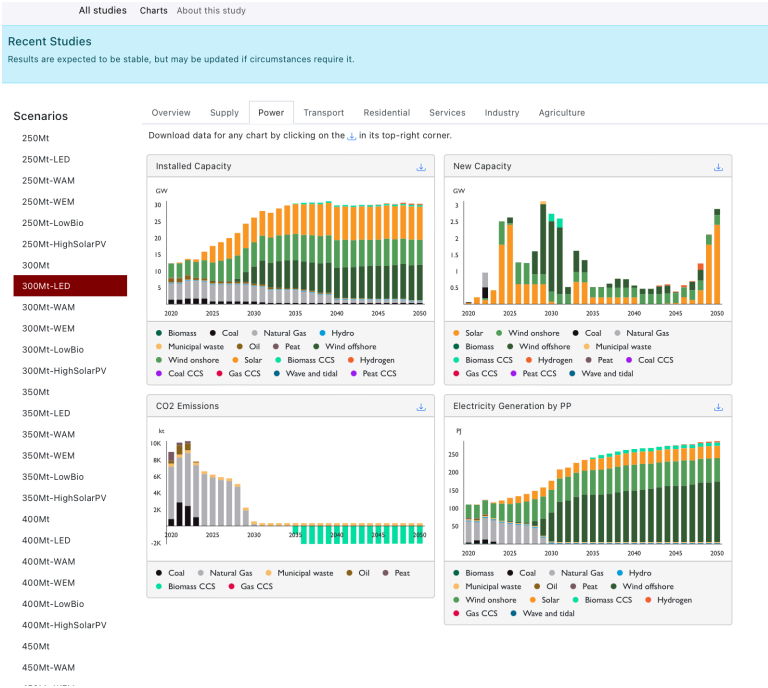 All studies Charts About this study
Recent Studies
Results are expected to be stable, but may be updated if circumstances require it.
Scenarios
250Mt
250Mt-LED
250Mt-WAM
250Mt-WEM
250Mt-LowBio
250Mt-HighSolarPV
300Mt
300Mt-LED
300Mt-WAM
300Mt-WEM
300Mt-LowBio
300Mt-HighSolarPV
350Mt
350Mt-LED
350Mt-WAM
350Mt-WEM
350Mt-LowBio
350Mt-HighSolarPV
400Mt
400Mt-LED
400Mt-WAM
400Mt-WEM
400Mt-LowBio
400Mt-HighSolarPV
450Mt
450Mt-WAM
Overview Supply Power Transport Residential Services Industry Agriculture
Download data for any chart by clicking on the in its top-right corner.
Installed Capacity
GW
30
25
20
15
10
5
2020 2025 2030 2035 2040 2045 2050
Biomass Coal Natural Gas Hydro
Municipal waste Oil Peat Wind offshore
Wind onshore Solar Biomass CCS Hydrogen
Coal CCS Gas CCS Wave and tidal Peat CCS
New Capacity
GW
3
2.5
2
1.5
1
0.5
2020 2025 2030 2035 2040 2045 2050
Solar Wind onshore Coal Natural Gas
Biomass Wind offshore Municipal waste
Biomass CCS Hydrogen Peat Coal CCS
Gas CCS Peat CCS Wave and tidal
CO2 Emissions
kt
10K
8K
6K
4K
2K
-2K
2020 2025 2030 2035 2040 2045 2050
Coal Natural Gas Municipal waste Oil Peat
Biomass CCS Gas CCS
Electricity Generation by PP
PJ
250
200
150
100
50
2020 2025 2030 2035 2040 2045 2050
Biomass Coal Natural Gas Hydro
Municipal waste Oil Peat Wind offshore
Wind onshore Solar Biomass CCS Hydrogen
Gas CCS Wave and tidal